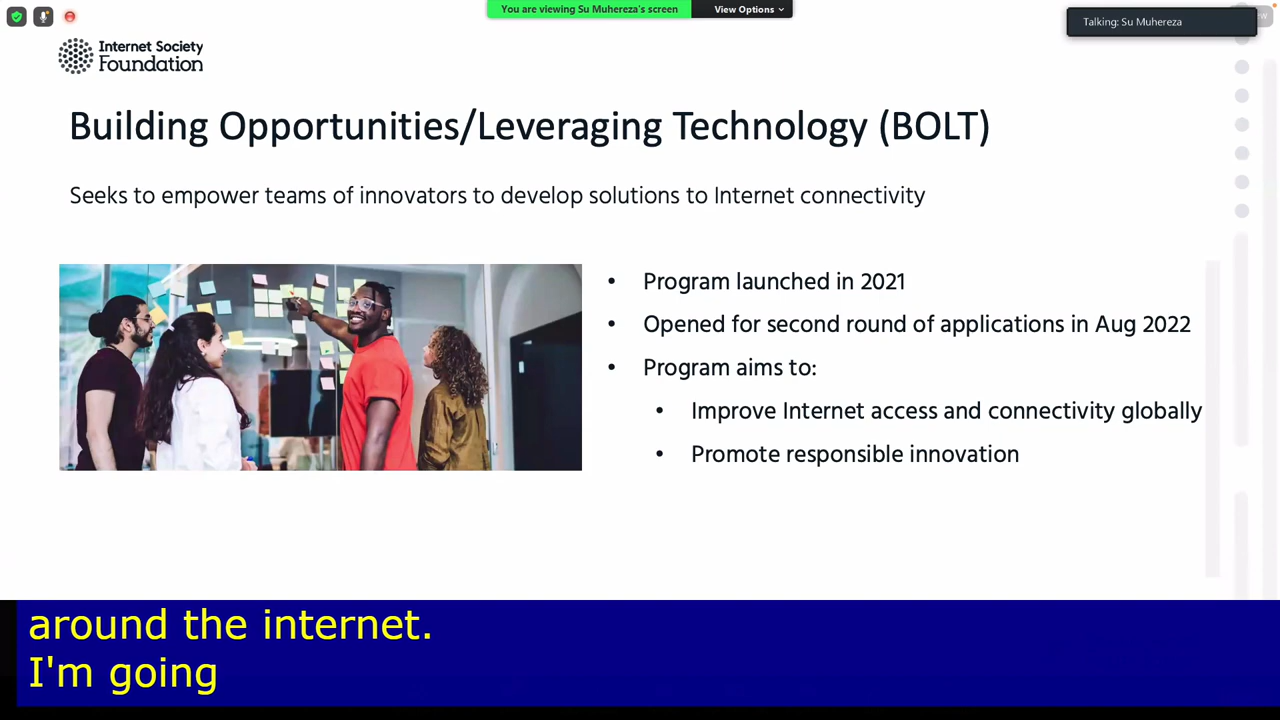 You are viewing Su Muhereza's screen
View Options
Talking: Su Muhereza
Internet Society
Foundation
Building Opportunities/Leveraging Technology (BOLT)
Seeks to empower teams of innovators to develop solutions to Internet connectivity
• Program launched in 2021
• Opened for second round of applications in Aug 2022
• Program aims to:
• Improve Internet access and connectivity globally
• Promote responsible innovation
around the internet.
I'm going